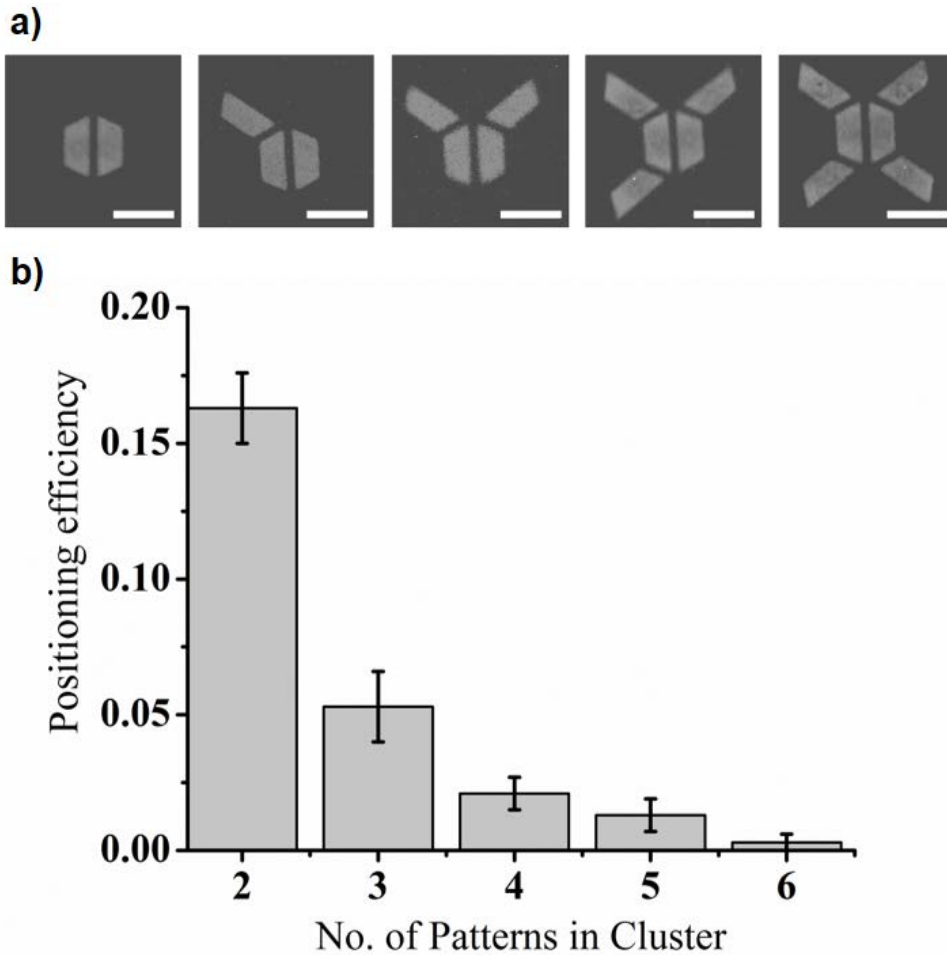 a)
b)
0.20
0.15
0.10
0.05
0.00
Positioning efficiency
2 3 4 5 6
No. of Patterns in Cluster